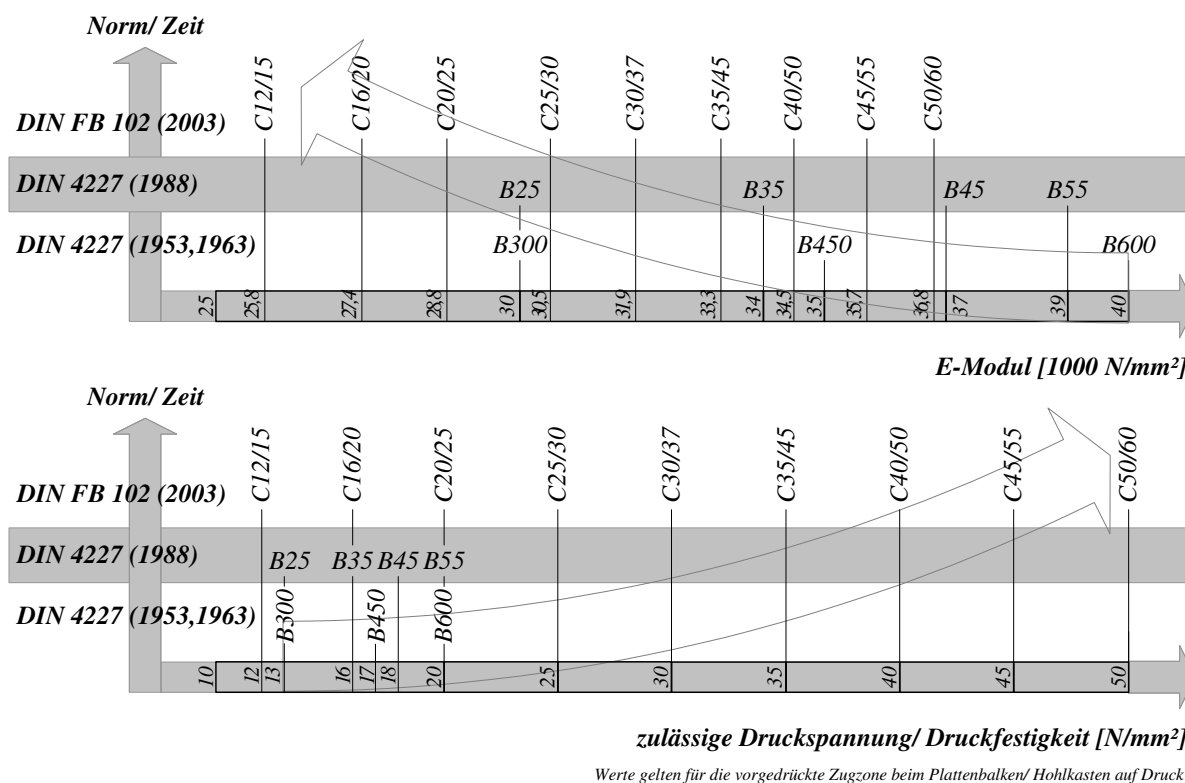 Norm/ Zeit
C12/15 C16/20 C20/25 C25/30 C30/37 C35/45 C40/50 C45/55 C50/60
DIN FB 102 (2003)
DIN 4227 (1988)
B25 B35 B45 B55
DIN 4227 (1953,1963)
B300 B450 B600
25 25,8 27,4 28,8 30 30,5 31,9 33,3 34 34,5 35 35,7 36,8 37 39 40
E-Modul [1000 N/mm²]
Norm/ Zeit
C12/15 C16/20 C20/25 C25/30 C30/37 C35/45 C40/50 C45/55 C50/60
DIN FB 102 (2003)
DIN 4227 (1988)
B25 B35 B45 B55
DIN 4227 (1953,1963)
B300 B450 B600
10 12 13 16 17 18 20 25 30 35 40 45 50
zulässige Druckspannung/ Druckfestigkeit [N/mm²]
Werte gelten für die vorgedrückte Zugzone beim Plattenbalken/ Hohlkasten auf Druck